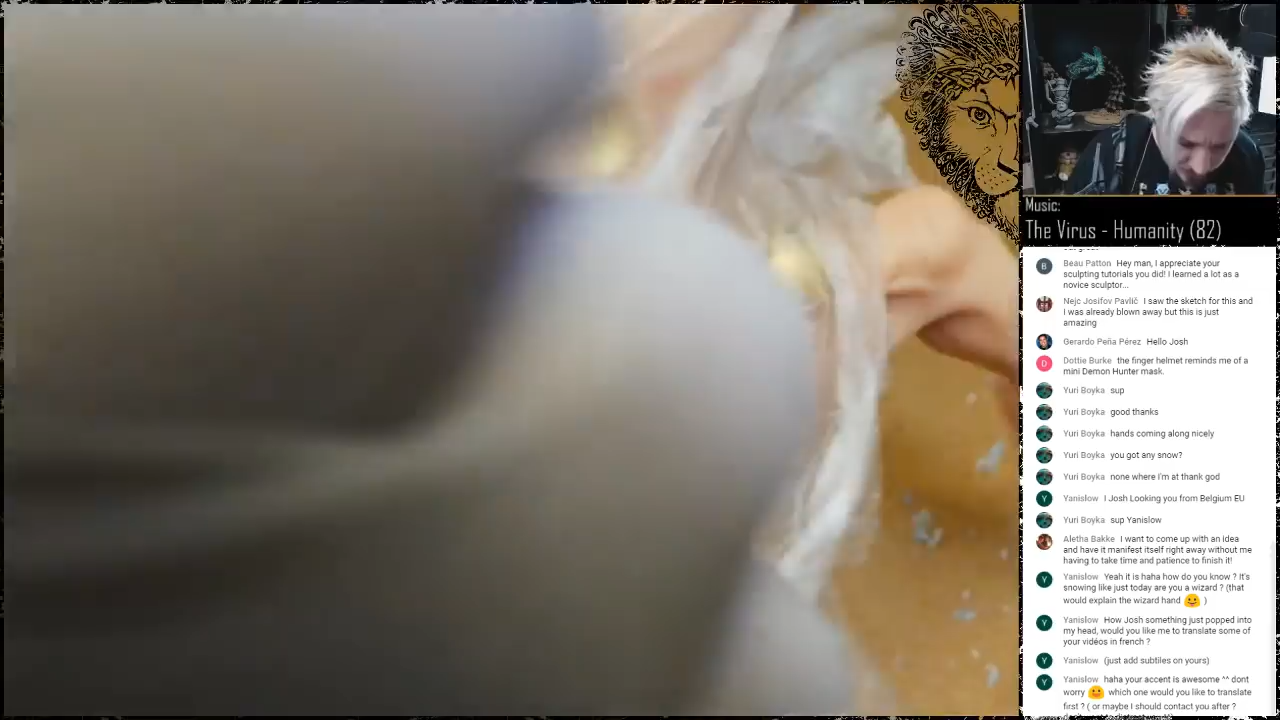 Music:
The Virus - Humanity (82)
Beau Patton Hey man, I appreciate your
sculpting tutorials you did! I learned a lot as a
novice sculptor...
Nejc Josifov Pavlič I saw the sketch for this and
I was already blown away but this is just
amazing
Gerardo Peña Pérez Hello Josh
Dottie Burke the finger helmet reminds me of a
mini Demon Hunter mask.
Yuri Boyka sup
Yuri Boyka good thanks
Yuri Boyka hands coming along nicely
Yuri Boyka you got any snow?
Yuri Boyka none where I'm at thank god
Yanislow I Josh Looking you from Belgium EU
Yuri Boyka sup Yanislow
Aletha Bakke I want to come up with an idea
and have it manifest itself right away without me
having to take time and patience to finish it!
Yanislow Yeah it is haha how do you know ? It's
snowing like just today are you a wizard ? (that
would explain the wizard hand )
Yanislow How Josh something just popped into
my head, would you like me to translate some of
your vidéos in french ?
Yanislow (just add subtiles on yours)
Yanislow haha your accent is awesome ^^ dont
worry which one would you like to translate
first ? ( or maybe I should contact you after ?
B
D
Y
Y
Y
Y
Y